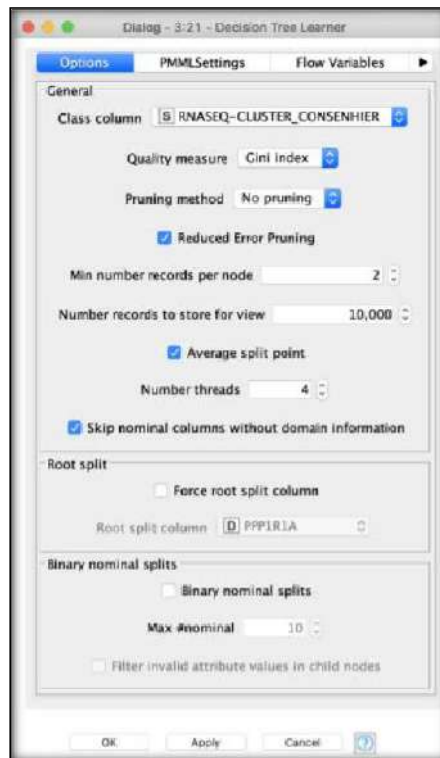 Dialog - 3:21 - Decision Tree Learner
Options PMMLSettings Flow Variables
General
Class column S RNASEQ-CLUSTER_CONSENHIER
Quality measure Gini index
Pruning method No pruning
Reduced Error Pruning
Min number records per node 2
Number records to store for view 10,000
Average split point
Number threads 4
Skip nominal columns without domain information
Root split
Force root split column
Root split column D PPP1R1A
Binary nominal splits
Binary nominal splits
Max #nominal 10
Filter invalid attribute values in child nodes
OK Apply Cancel ?